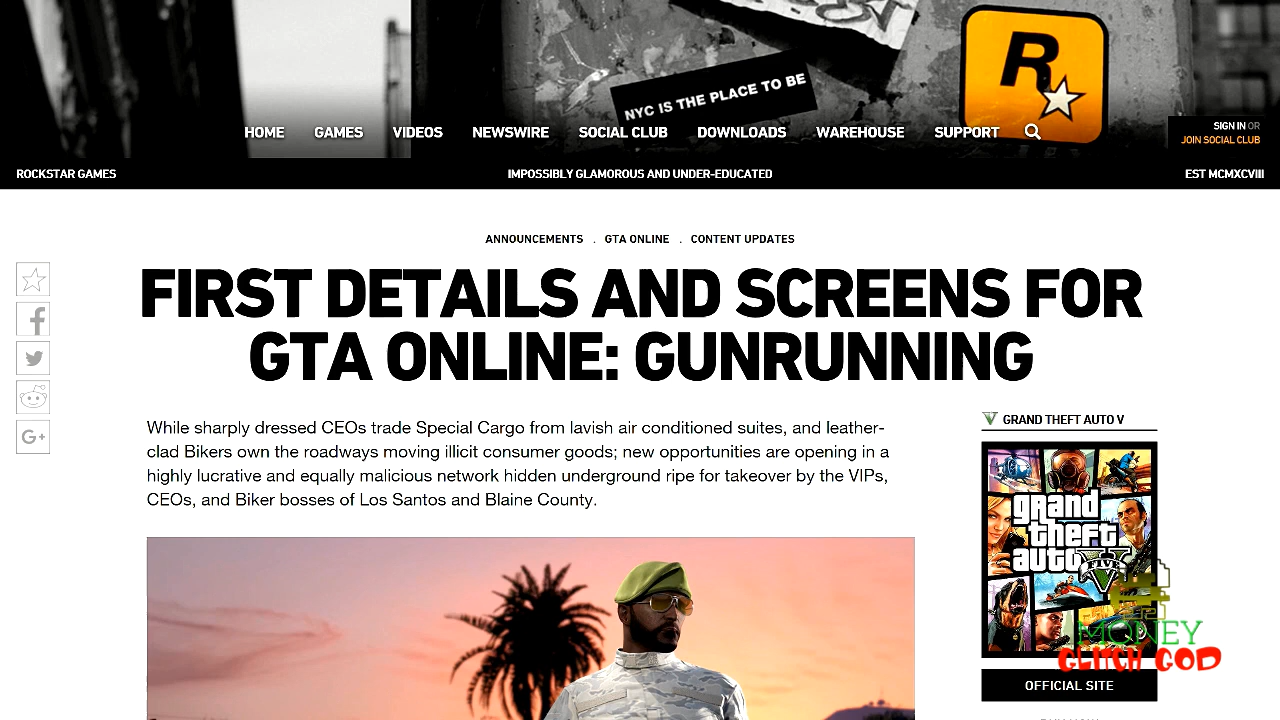 NYC IS THE PLACE TO BE
R
HOME GAMES VIDEOS NEWSWIRE SOCIAL CLUB DOWNLOADS WAREHOUSE SUPPORT
SIGN IN OR
JOIN SOCIAL CLUB
ROCKSTAR GAMES IMPOSSIBLY GLAMOROUS AND UNDER-EDUCATED EST MCMXCVIII
ANNOUNCEMENTS . GTA ONLINE . CONTENT UPDATES
FIRST DETAILS AND SCREENS FOR
GTA ONLINE: GUNRUNNING
f
G+
While sharply dressed CEOs trade Special Cargo from lavish air conditioned suites, and leather-
clad Bikers own the roadways moving illicit consumer goods; new opportunities are opening in a
highly lucrative and equally malicious network hidden underground ripe for takeover by the VIPs,
CEOs, and Biker bosses of Los Santos and Blaine County.
V GRAND THEFT AUTO V
grand
theft
auto
V
FIVE
MONEY
GLITCH GOD
OFFICIAL SITE